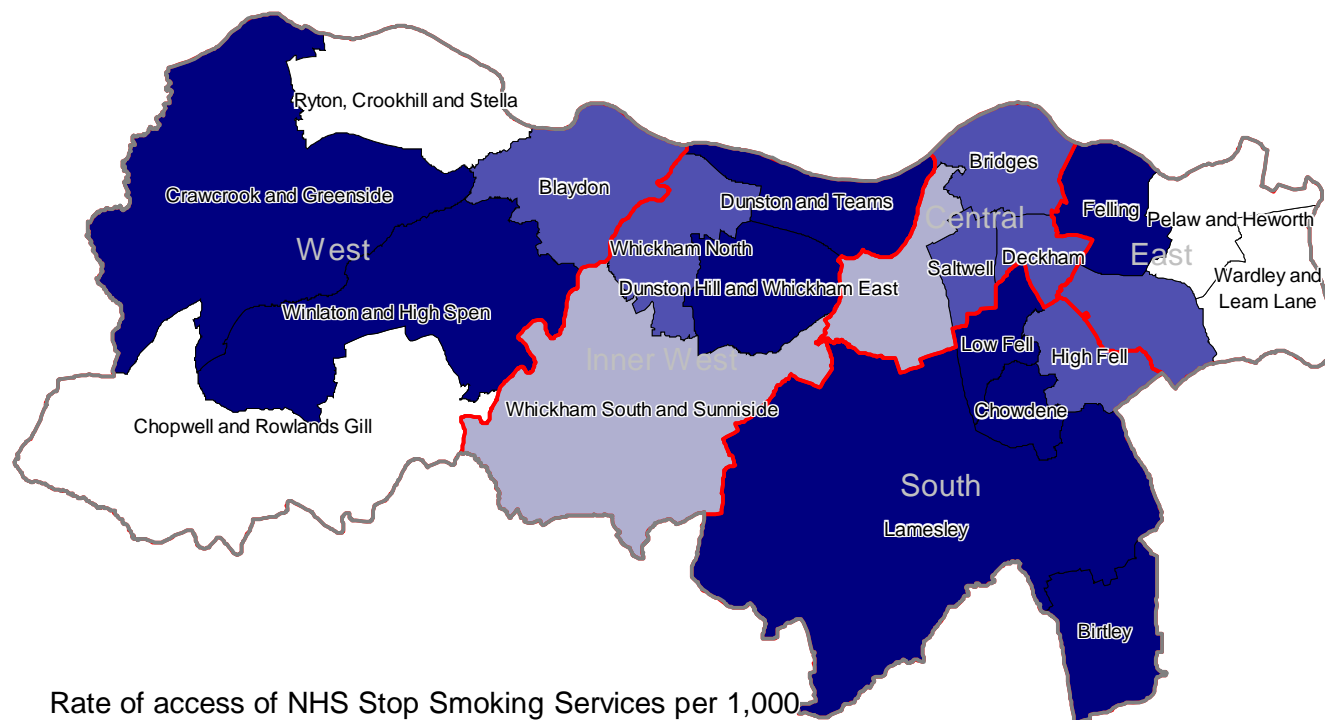 Ryton, Crookhill and Stella
Crawcrook and Greenside
Blaydon
Bridges
Dunston and Teams
Felling
Central
Pelaw and Heworth
West
Whickham North
Saltwell
Deckham
East
Dunston Hill and Whickham East
Wardley and
Leam Lane
Winlaton and High Spen
Low Fell
High Fell
Inner West
Whickham South and Sunniside
Chowdene
Chopwell and Rowlands Gill
South
Lamesley
Birtley
Rate of access of NHS Stop Smoking Services per 1,000